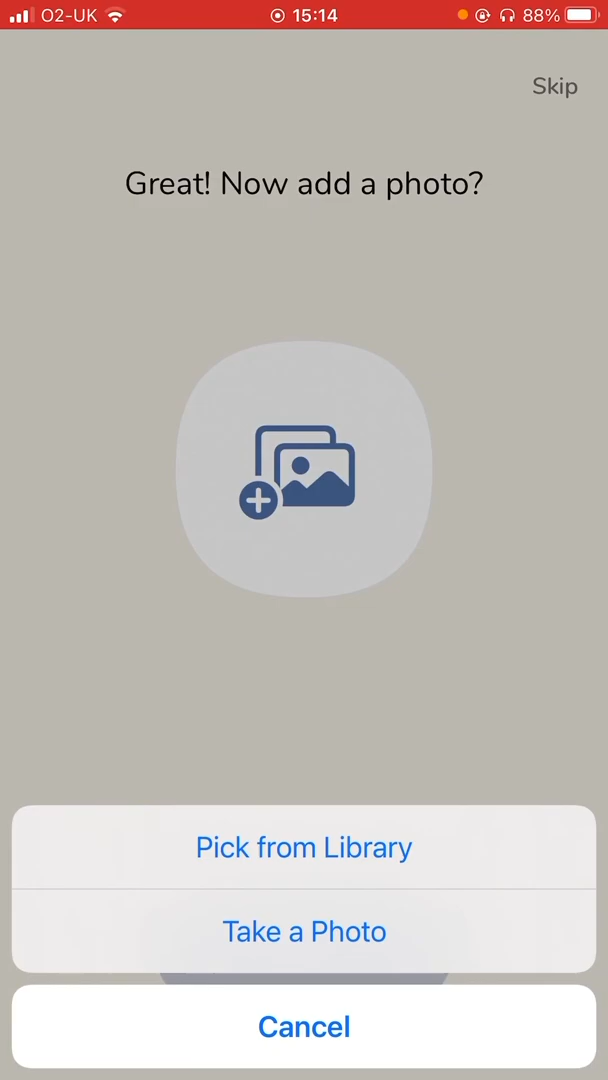 O2-UK 15:14 88%
Skip
Great! Now add a photo?
Pick from Library
Take a Photo
Cancel